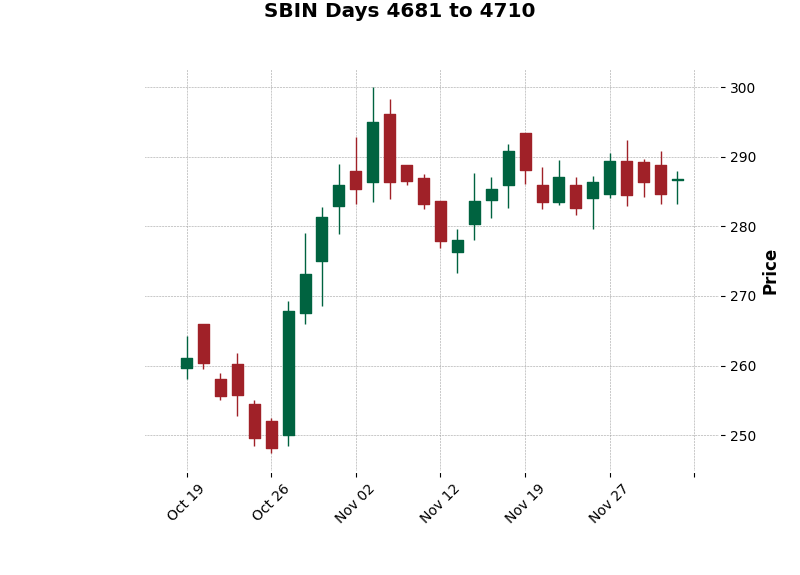 SBIN Days 4681 to 4710
300
290
280
270
260
250
Price
Oct 19
Oct 26
Nov 02
Nov 12
Nov 19
Nov 27